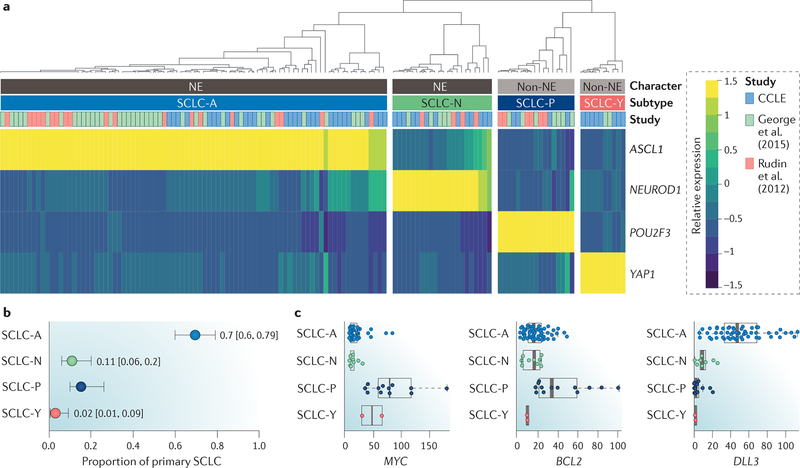 a
NE NE Non-NE Non-NE Character
SCLC-A SCLC-N SCLC-P SCLC-Y Subtype
Study
ASCL1
NEUROD1
POU2F3
YAP1
Relative expression
1.5
1
0.5
0
−0.5
−1
−1.5
Study
CCLE
George
et al.
(2015)
Rudin
et al.
(2012)
b
SCLC-A 0.7 [0.6, 0.79]
SCLC-N 0.11 [0.06, 0.2]
SCLC-P
SCLC-Y 0.02 [0.01, 0.09]
0.0 0.2 0.4 0.6 0.8 1.0
Proportion of primary SCLC
c
SCLC-A
SCLC-N
SCLC-P
SCLC-Y
0 50 100 150
MYC
SCLC-A
SCLC-N
SCLC-P
SCLC-Y
0 20 40 60 80 100
BCL2
SCLC-A
SCLC-N
SCLC-P
SCLC-Y
0 20 40 60 80 100
DLL3